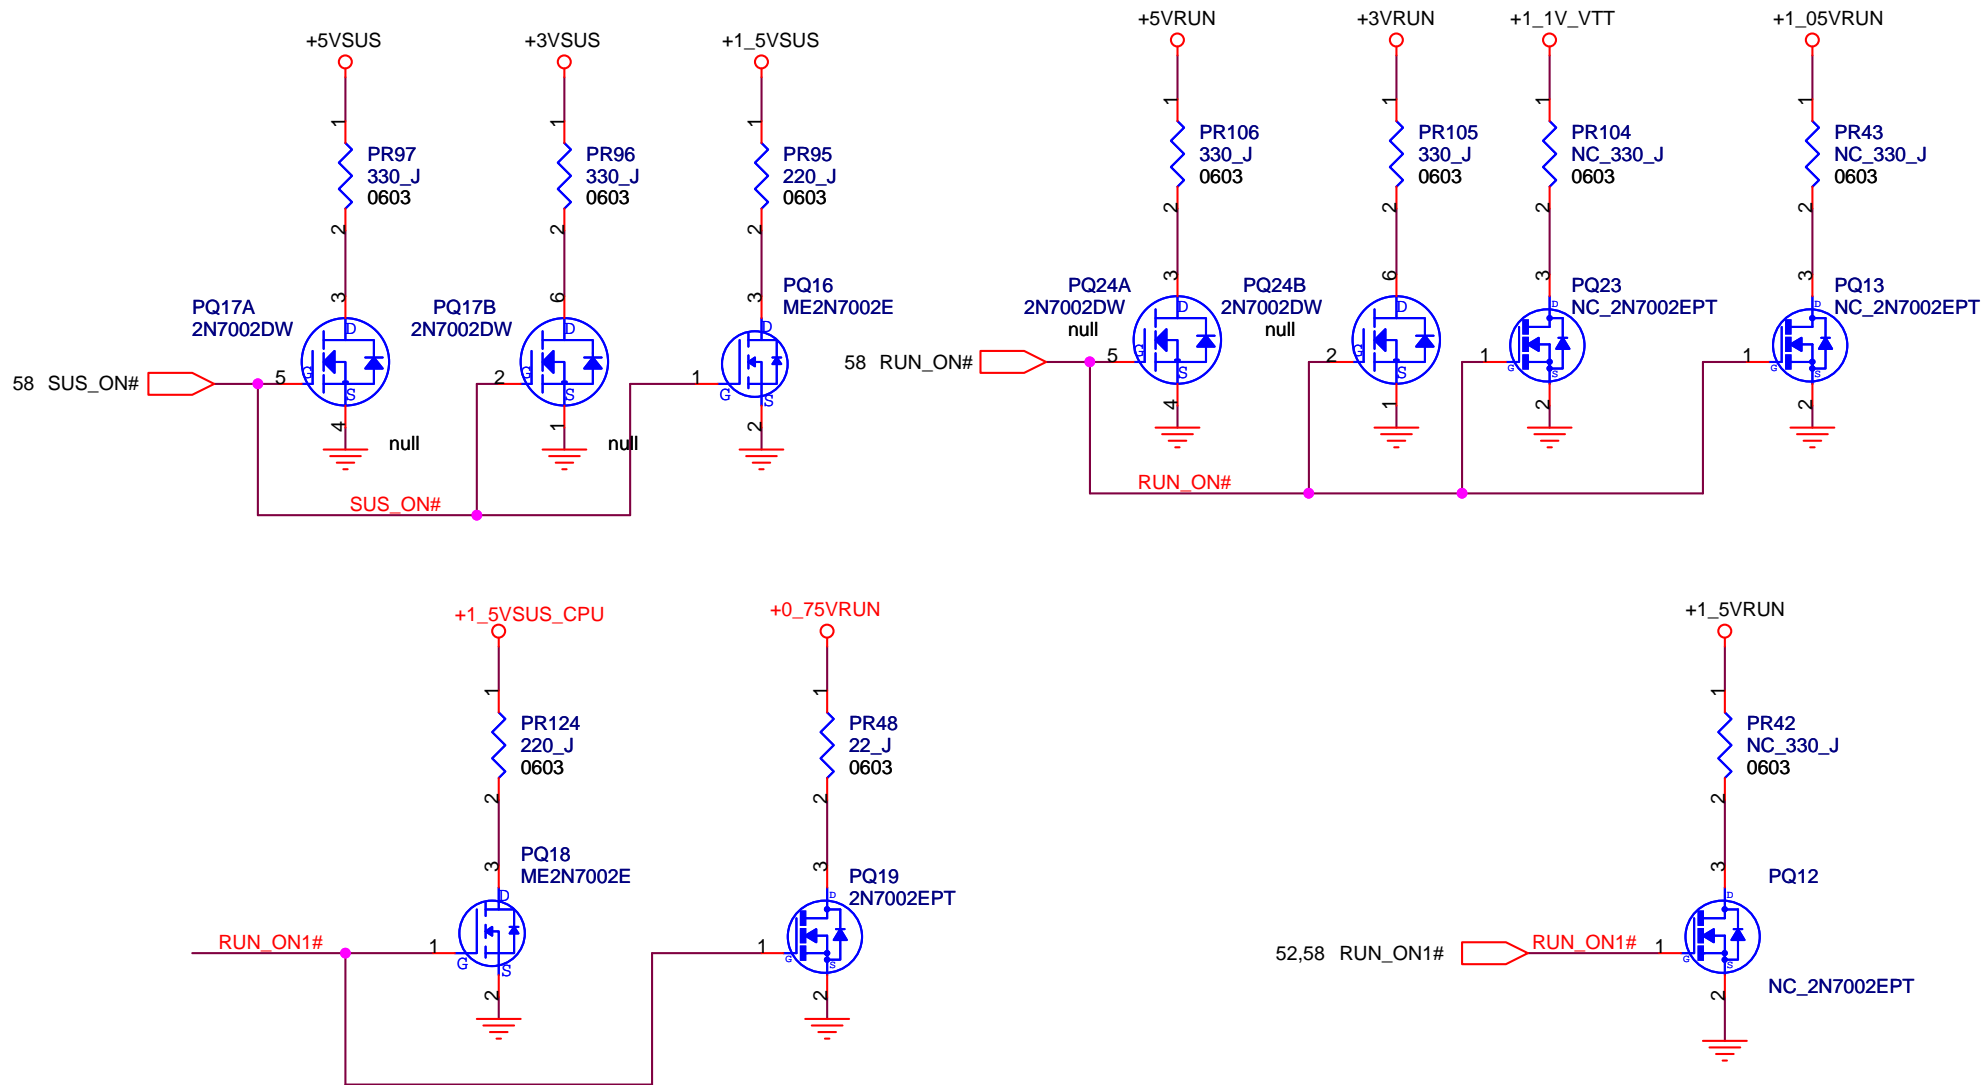 +5VSUS
1
PR97
330_J
0603
2
3
PQ17A
2N7002DW
D
G
S
5
4
null
58 SUS_ON#
+3VSUS
1
PR96
330_J
0603
2
6
PQ17B
2N7002DW
D
G
S
2
1
null
+1_5VSUS
1
PR95
220_J
0603
2
3
PQ16
ME2N7002E
D
G
S
1
2
SUS_ON#
+5VRUN
1
PR106
330_J
0603
2
3
PQ24A
2N7002DW
null
D
G
S
5
4
58 RUN_ON#
+3VRUN
1
PR105
330_J
0603
2
6
PQ24B
2N7002DW
null
D
G
S
2
1
+1_1V_VTT
1
PR104
NC_330_J
0603
2
3
PQ23
NC_2N7002EPT
D
G
S
1
2
+1_05VRUN
1
PR43
NC_330_J
0603
2
3
PQ13
NC_2N7002EPT
D
G
S
1
2
RUN_ON#
+1_5VSUS_CPU
1
PR124
220_J
0603
2
3
PQ18
ME2N7002E
D
G
S
1
2
RUN_ON1#
+0_75VRUN
1
PR48
22_J
0603
2
3
PQ19
2N7002EPT
D
G
S
1
2
+1_5VRUN
1
PR42
NC_330_J
0603
2
3
PQ12
D
G
S
1
2
NC_2N7002EPT
52,58 RUN_ON1#
RUN_ON1#